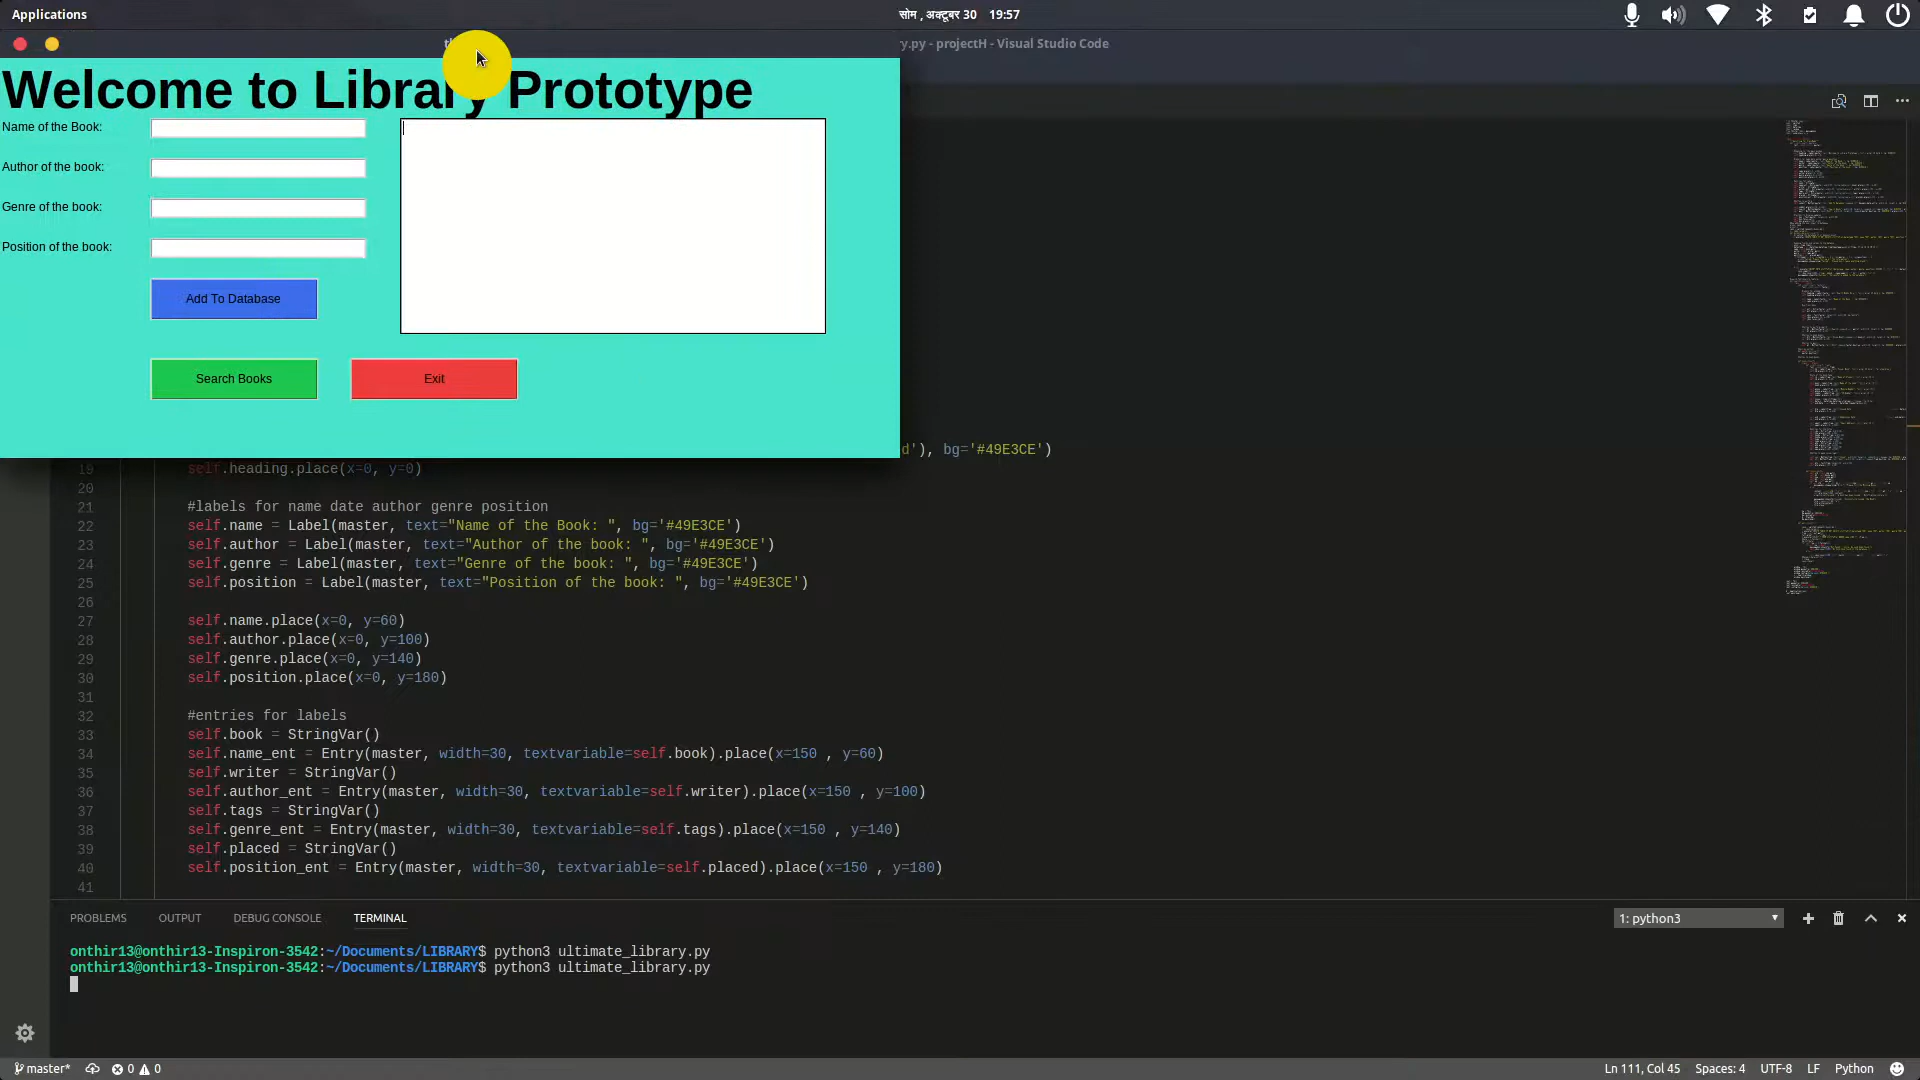 Applications
सोम , अक्टूबर 30 19:57
ry.py - projectH - Visual Studio Code
Welcome to Library Prototype
Name of the Book:
Author of the book:
Genre of the book:
Position of the book:
Add To Database
Search Books
Exit
d'), bg='#49E3CE')
19 self.heading.place(x=0, y=0)
20
21 #labels for name date author genre position
22 self.name = Label(master, text="Name of the Book: ", bg='#49E3CE')
23 self.author = Label(master, text="Author of the book: ", bg='#49E3CE')
24 self.genre = Label(master, text="Genre of the book: ", bg='#49E3CE')
25 self.position = Label(master, text="Position of the book: ", bg='#49E3CE')
26
27 self.name.place(x=0, y=60)
28 self.author.place(x=0, y=100)
29 self.genre.place(x=0, y=140)
30 self.position.place(x=0, y=180)
31
32 #entries for labels
33 self.book = StringVar()
34 self.name_ent = Entry(master, width=30, textvariable=self.book).place(x=150 , y=60)
35 self.writer = StringVar()
36 self.author_ent = Entry(master, width=30, textvariable=self.writer).place(x=150 , y=100)
37 self.tags = StringVar()
38 self.genre_ent = Entry(master, width=30, textvariable=self.tags).place(x=150 , y=140)
39 self.placed = StringVar()
40 self.position_ent = Entry(master, width=30, textvariable=self.placed).place(x=150 , y=180)
41
PROBLEMS OUTPUT DEBUG CONSOLE TERMINAL 1: python3
onthir13@onthir13-Inspiron-3542:~/Documents/LIBRARY$ python3 ultimate_library.py
onthir13@onthir13-Inspiron-3542:~/Documents/LIBRARY$ python3 ultimate_library.py
master* 0 0 Ln 111, Col 45 Spaces: 4 UTF-8 LF Python